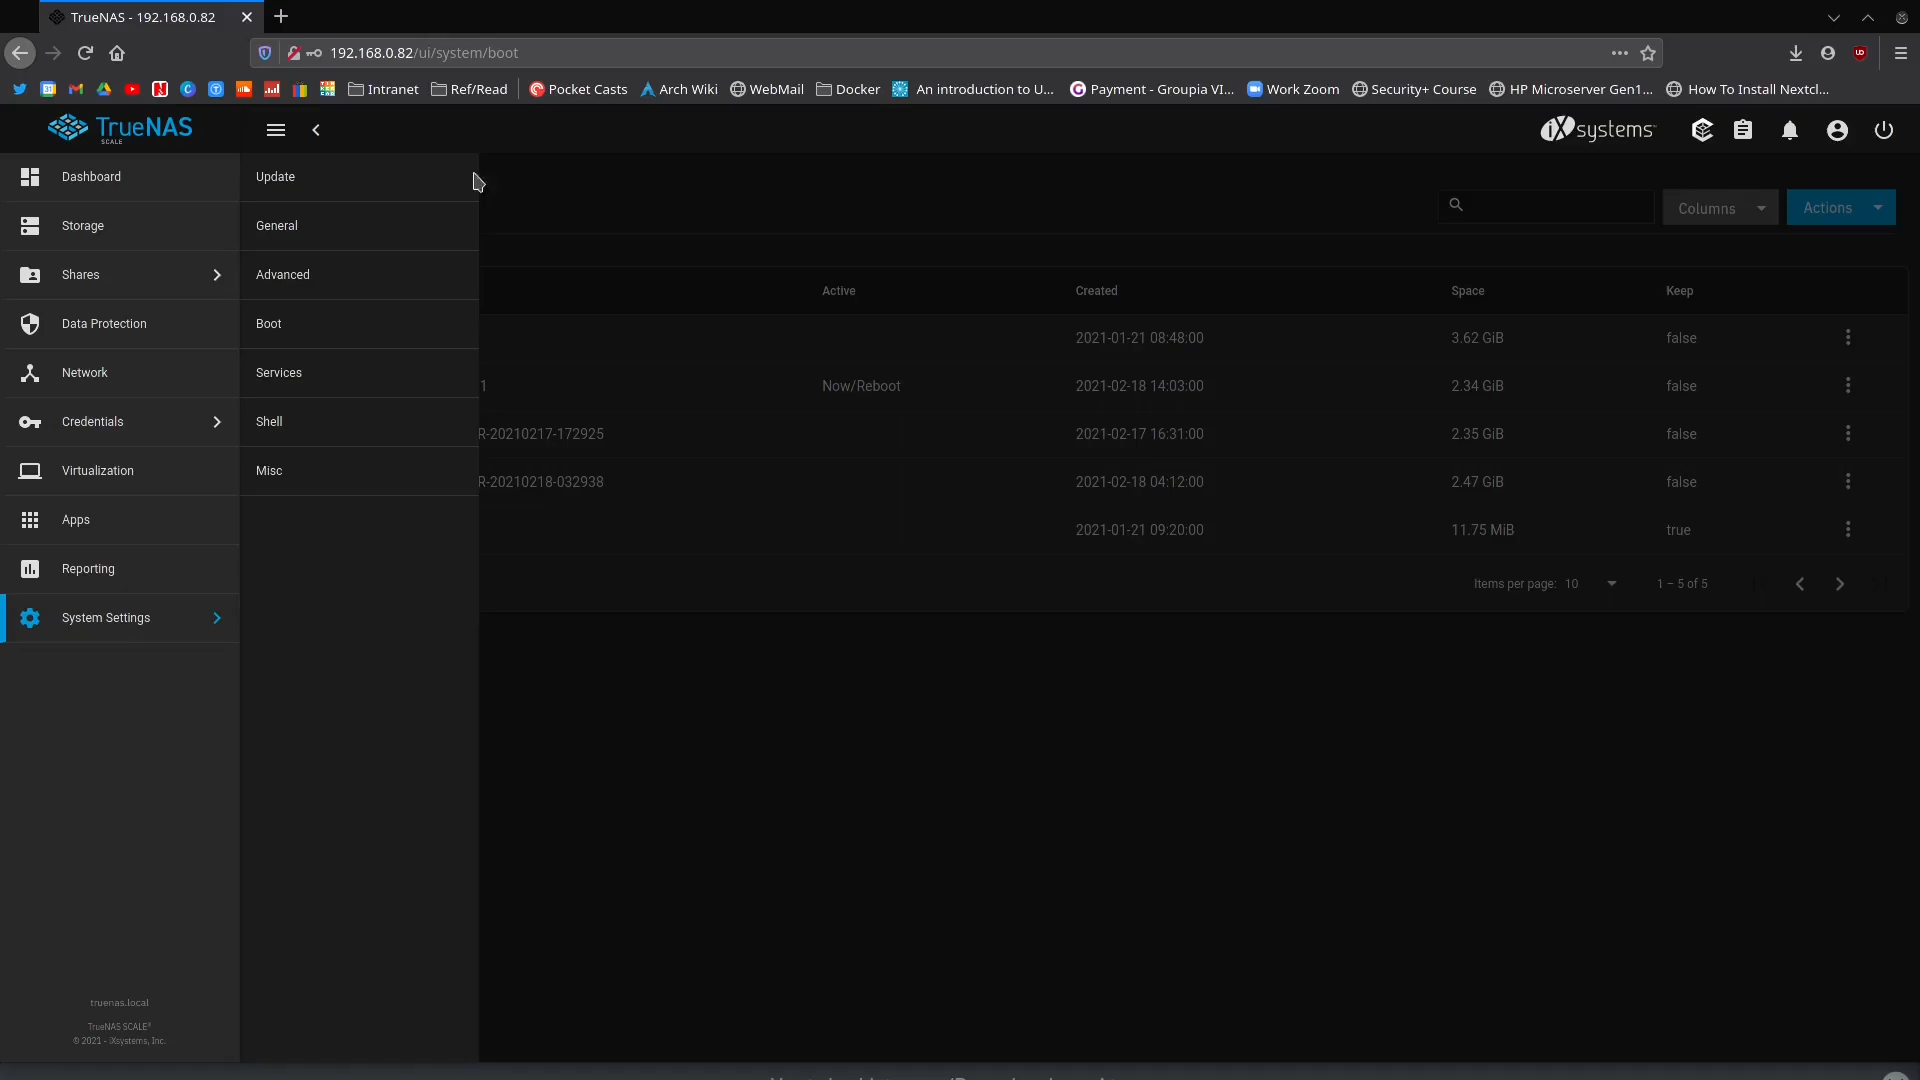 TrueNAS - 192.168.0.82
192.168.0.82/ui/system/boot
Intranet
Ref/Read
Pocket Casts
Arch Wiki
WebMail
Docker
An introduction to U...
Payment - Groupia VI...
Work Zoom
Security+ Course
HP Microserver Gen1...
How To Install Nextcl...
TrueNAS
SCALE
iXsystems
Dashboard
Storage
Shares
Data Protection
Network
Credentials
Virtualization
Apps
Reporting
System Settings
Update
General
Advanced
Boot
Services
Shell
Misc
Columns
Actions
Active Created Space Keep
2021-01-21 08:48:00 3.62 GiB false
1 Now/Reboot 2021-02-18 14:03:00 2.34 GiB false
R-20210217-172925 2021-02-17 16:31:00 2.35 GiB false
R-20210218-032938 2021-02-18 04:12:00 2.47 GiB false
2021-01-21 09:20:00 11.75 MiB true
Items per page: 10 1 – 5 of 5
truenas.local
TrueNAS SCALE®
© 2021 - iXsystems, Inc.